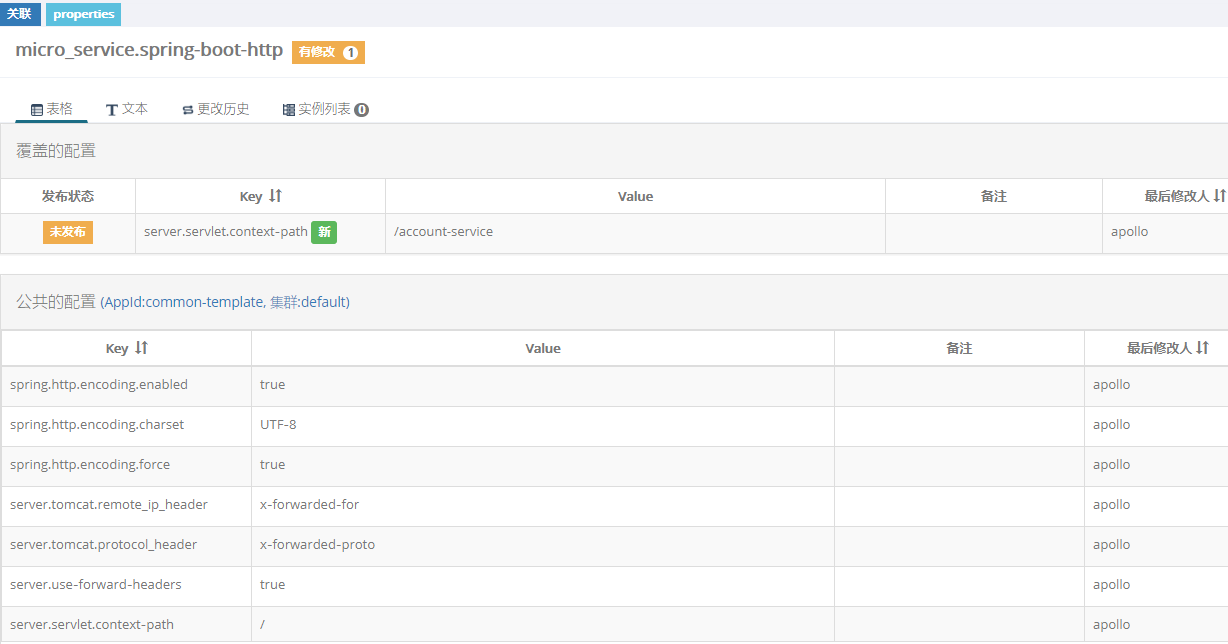 关联 properties
micro_service.spring-boot-http 有修改 1
表格 文本 更改历史 实例列表 0
覆盖的配置
发布状态 Key Value 备注 最后修改人
未发布 server.servlet.context-path 新 /account-service apollo
公共的配置 (AppId:common-template, 集群:default)
Key Value 备注 最后修改人
spring.http.encoding.enabled true apollo
spring.http.encoding.charset UTF-8 apollo
spring.http.encoding.force true apollo
server.tomcat.remote_ip_header x-forwarded-for apollo
server.tomcat.protocol_header x-forwarded-proto apollo
server.use-forward-headers true apollo
server.servlet.context-path / apollo